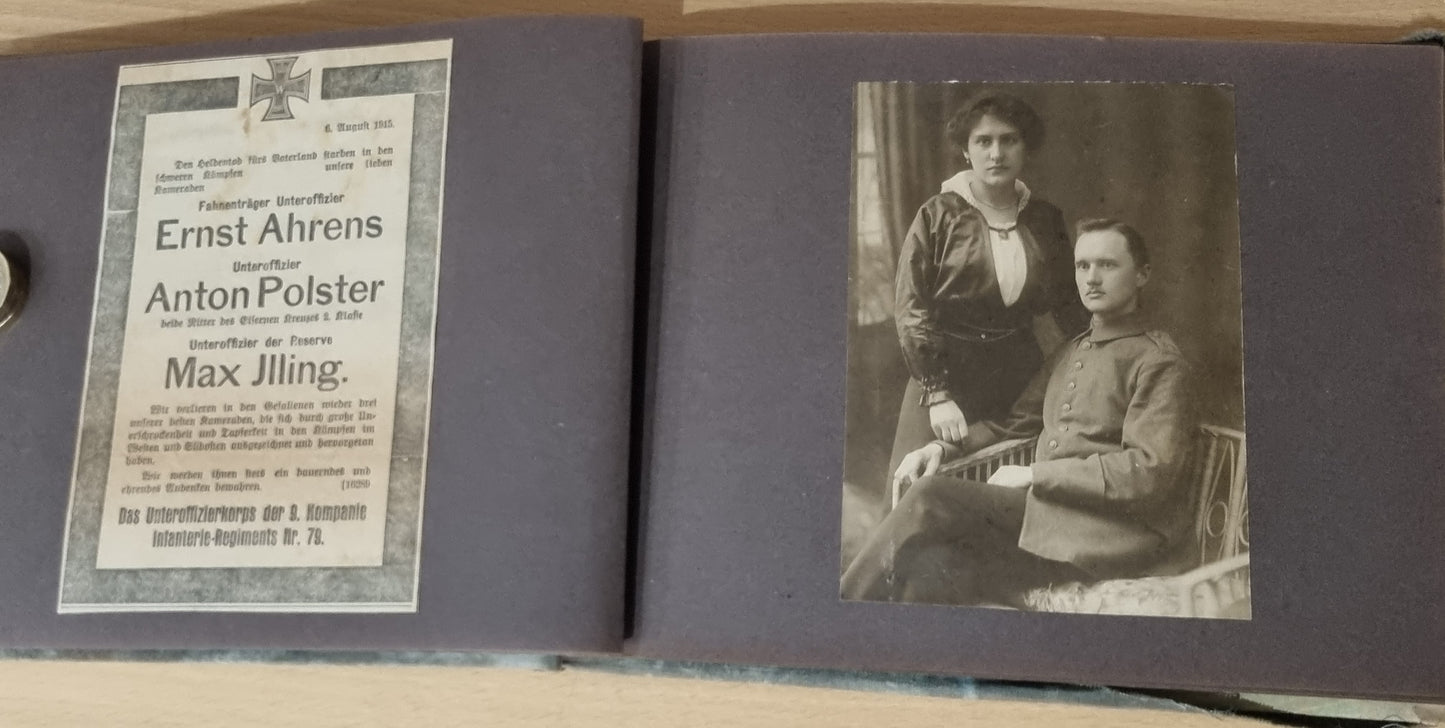 6. August 1915.
Den Heldentod fürs Vaterland starben in den
schweren Kämpfen unsere lieben
Kameraden
Fahnenträger Unteroffizier
Ernst Ahrens
Unteroffizier
Anton Polster
beide Ritter des Eisernen Kreuzes 2. Klasse
Unteroffizier der Reserve
Max Jlling.
Wir verlieren in den Gefallenen wieder drei
unserer besten Kameraden, die sich durch große Un-
erschrockenheit und Tapferkeit in den Kämpfen im
Westen und Südosten ausgezeichnet und hervorgetan
haben.
Wir werden ihnen stets ein dauerndes und
ehrendes Andenken bewahren.
Das Unteroffizierkorps der 9. Kompanie
Infanterie-Regiments Nr. 79.